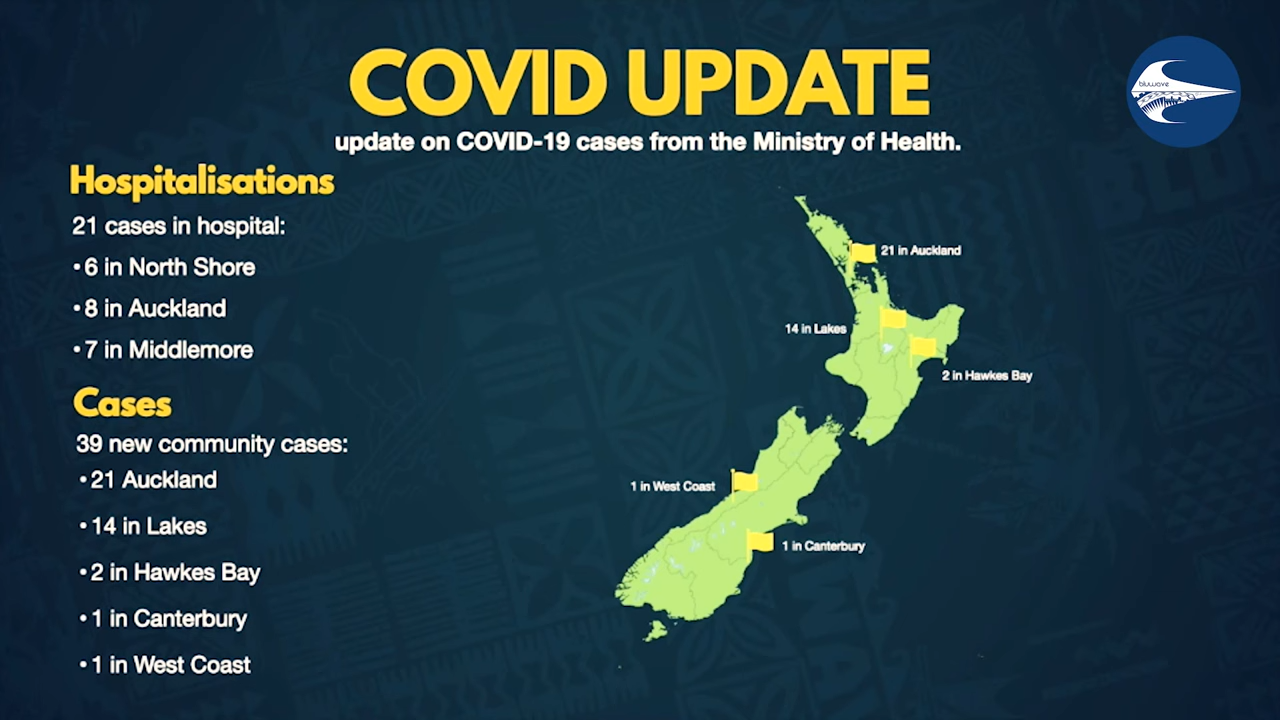 COVID UPDATE
bluwave
update on COVID-19 cases from the Ministry of Health.
Hospitalisations
21 cases in hospital:
• 6 in North Shore
• 8 in Auckland
• 7 in Middlemore
Cases
39 new community cases:
• 21 Auckland
• 14 in Lakes
• 2 in Hawkes Bay
• 1 in Canterbury
• 1 in West Coast
21 in Auckland
14 in Lakes
2 in Hawkes Bay
1 in West Coast
1 in Canterbury